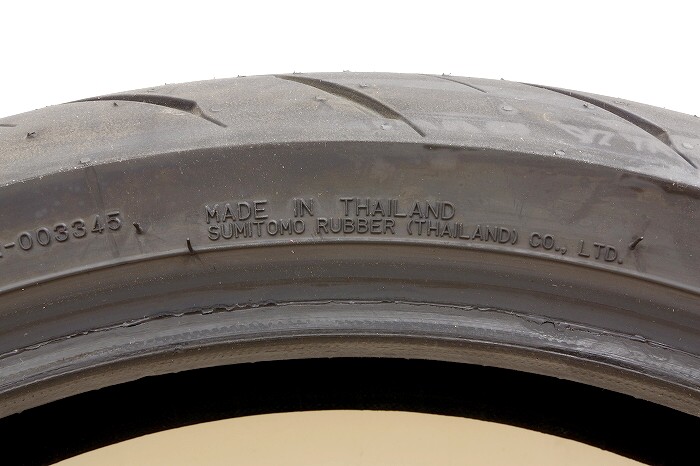 -003345
MADE IN THAILAND
SUMITOMO RUBBER (THAILAND) CO., LTD.